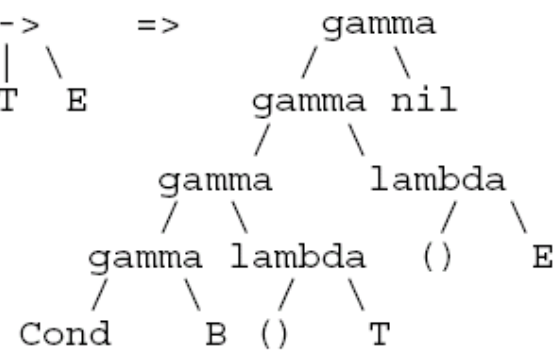 -> => gamma
T E gamma nil
gamma lambda
gamma lambda () E
Cond B () T